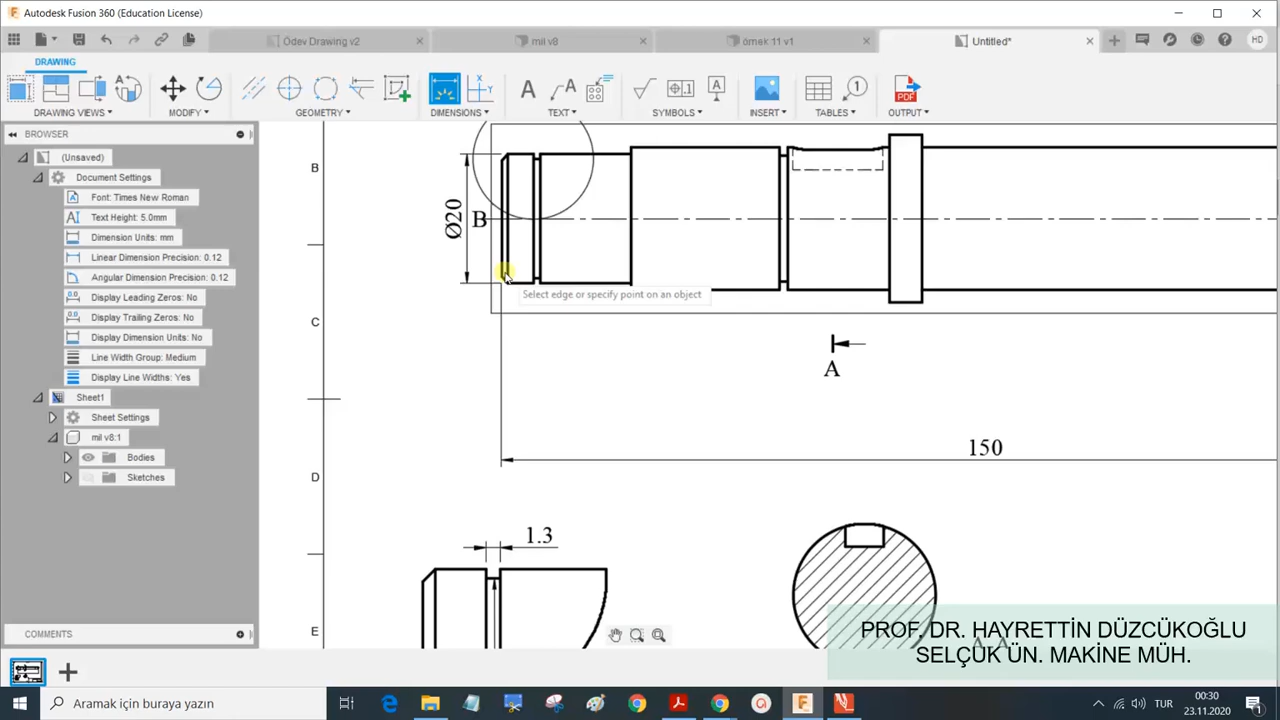 Autodesk Fusion 360 (Education License)
Ödev Drawing v2
mil v8
örnek 11 v1
Untitled*
HD
DRAWING
DRAWING VIEWS
MODIFY
GEOMETRY
DIMENSIONS
TEXT
SYMBOLS
INSERT
TABLES
OUTPUT
PDF
BROWSER
(Unsaved)
Document Settings
Font: Times New Roman
Text Height: 5.0mm
Dimension Units: mm
Linear Dimension Precision: 0.12
Angular Dimension Precision: 0.12
Display Leading Zeros: No
Display Trailing Zeros: No
Display Dimension Units: No
Line Width Group: Medium
Display Line Widths: Yes
Sheet1
Sheet Settings
mil v8:1
Bodies
Sketches
COMMENTS
B
C
D
E
Ø20
B
Select edge or specify point on an object
A
150
1.3
PROF. DR. HAYRETTİN DÜZCÜKOĞLU
SELÇUK ÜN. MAKİNE MÜH.
Aramak için buraya yazın
TUR
00:30
23.11.2020